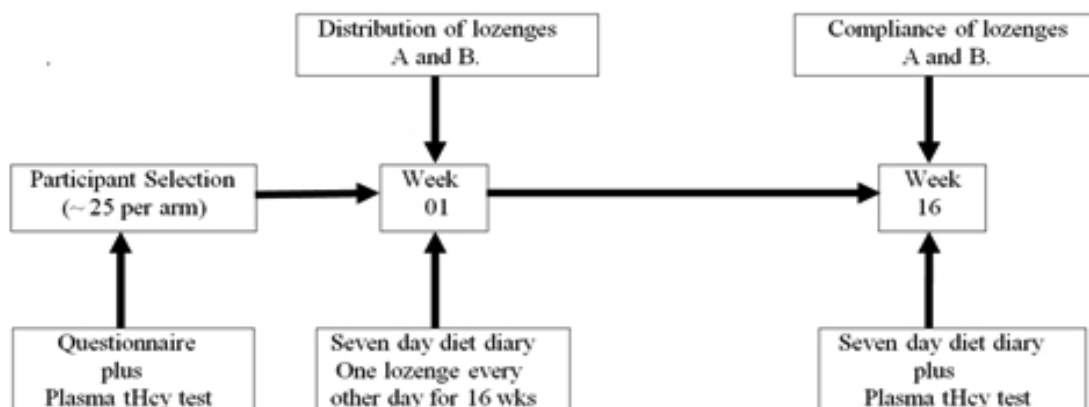 Distribution of lozenges
A and B.
Compliance of lozenges
A and B.
Participant Selection
(~ 25 per arm)
Week
01
Week
16
Questionnaire
plus
Plasma tHcy test
Seven day diet diary
One lozenge every
other day for 16 wks
Seven day diet diary
plus
Plasma tHcy test